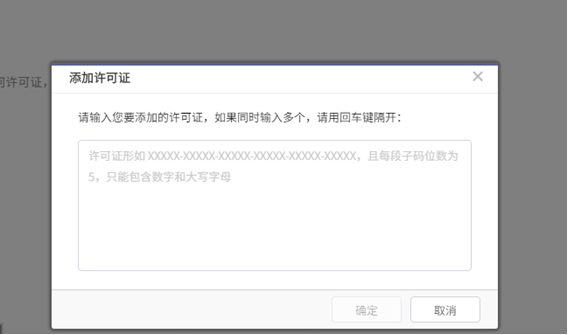 何许可证，
添加许可证
请输入您要添加的许可证，如果同时输入多个，请用回车键隔开：
许可证形如 XXXXX-XXXXX-XXXXX-XXXXX-XXXXX-XXXXX，且每段子码位数为
5，只能包含数字和大写字母
确定 取消